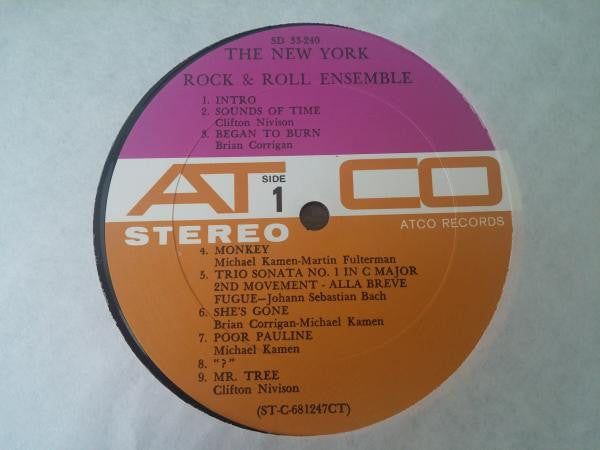 SD 33-240
THE NEW YORK
ROCK & ROLL ENSEMBLE
1. INTRO
2. SOUNDS OF TIME
Clifton Nivison
3. BEGAN TO BURN
Brian Corrigan
ATCO
SIDE
1
STEREO
ATCO RECORDS
4. MONKEY
Michael Kamen-Martin Fulterman
5. TRIO SONATA NO. 1 IN C MAJOR
2ND MOVEMENT - ALLA BREVE
FUGUE—Johann Sebastian Bach
6. SHE'S GONE
Brian Corrigan-Michael Kamen
7. POOR PAULINE
Michael Kamen
8. "?"
9. MR. TREE
Clifton Nivison
(ST-C-681247CT)